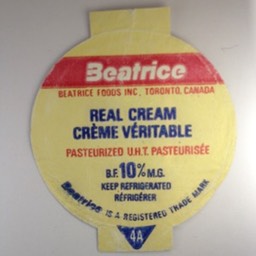 Beatrice
BEATRICE FOODS INC., TORONTO, CANADA
REAL CREAM
CRÈME VÉRITABLE
PASTEURIZED U.H.T. PASTEURISÉE
B.F. 10% M.G.
KEEP REFRIGERATED
RÉFRIGÉRER
Beatrice IS A REGISTERED TRADE MARK
4A